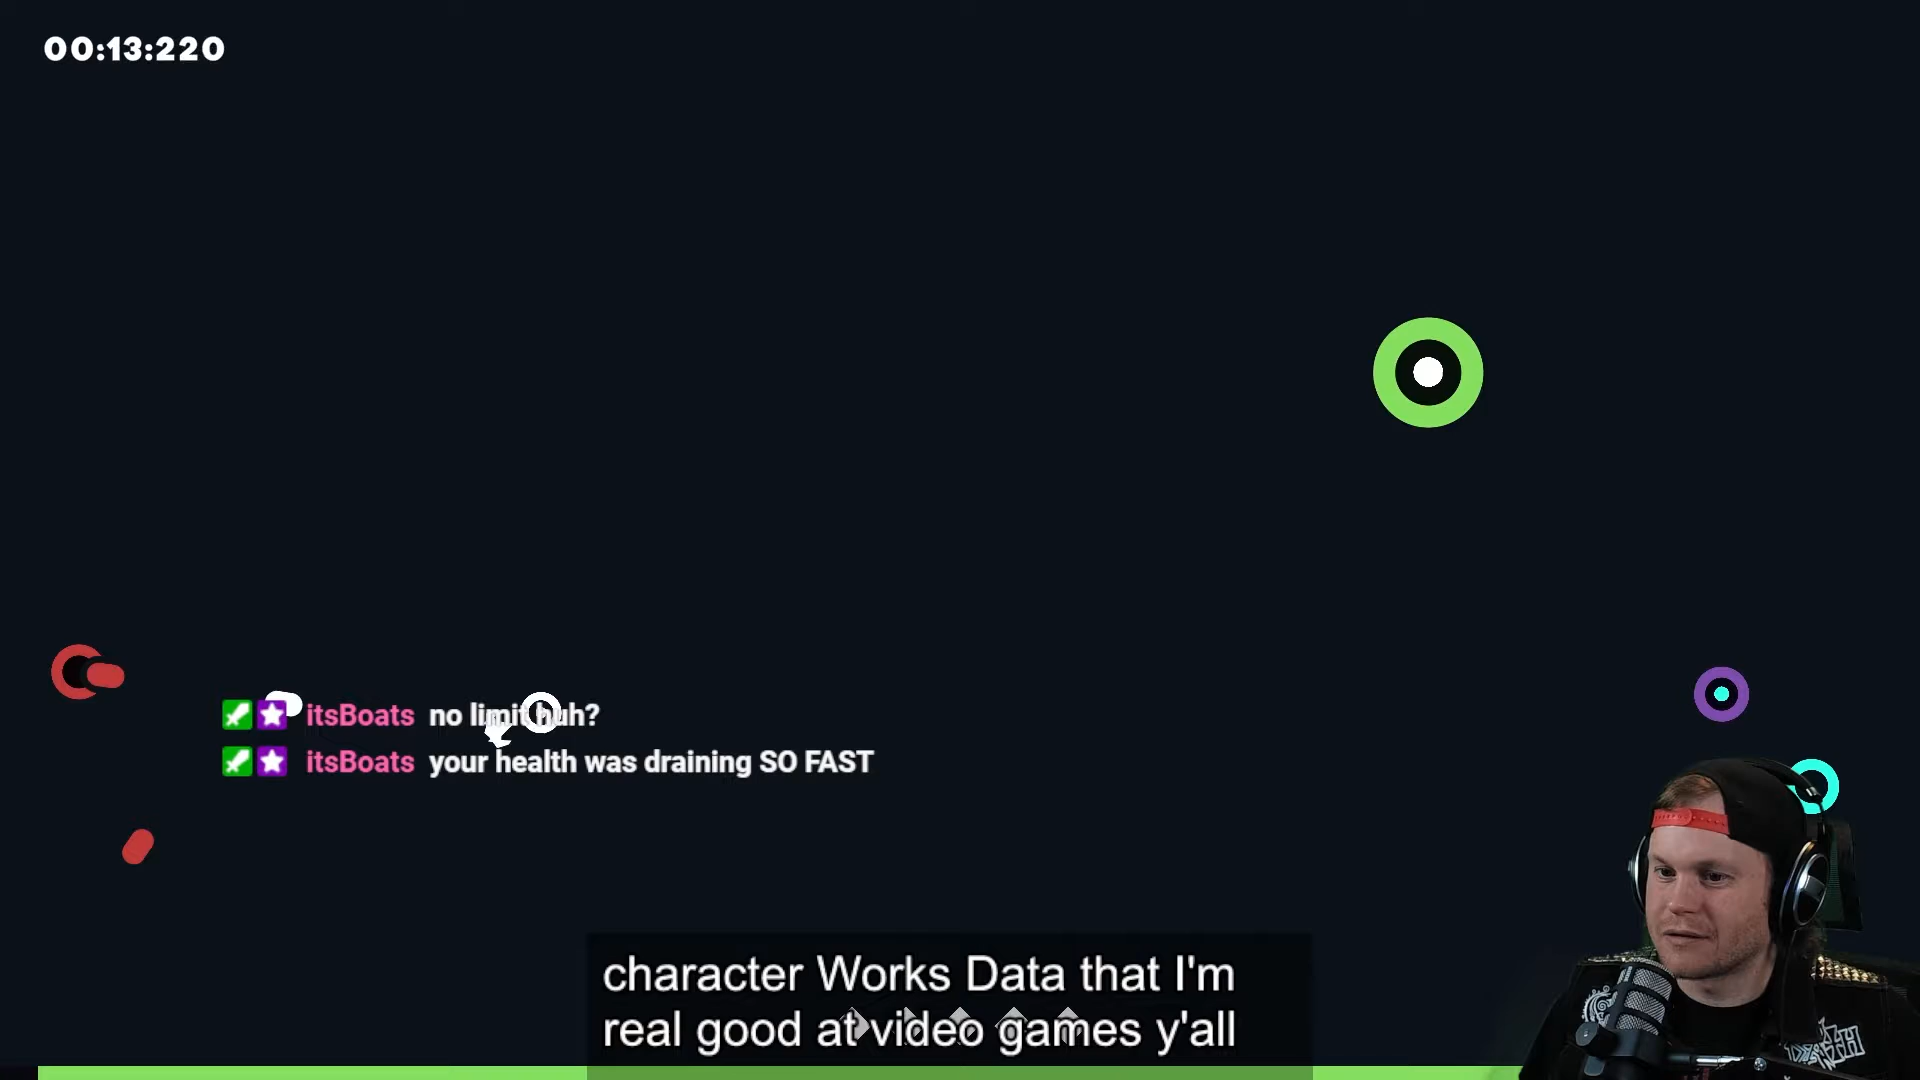 00:13:220
itsBoats no limit huh?
itsBoats your health was draining SO FAST
character Works Data that I'm
real good at video games y'all